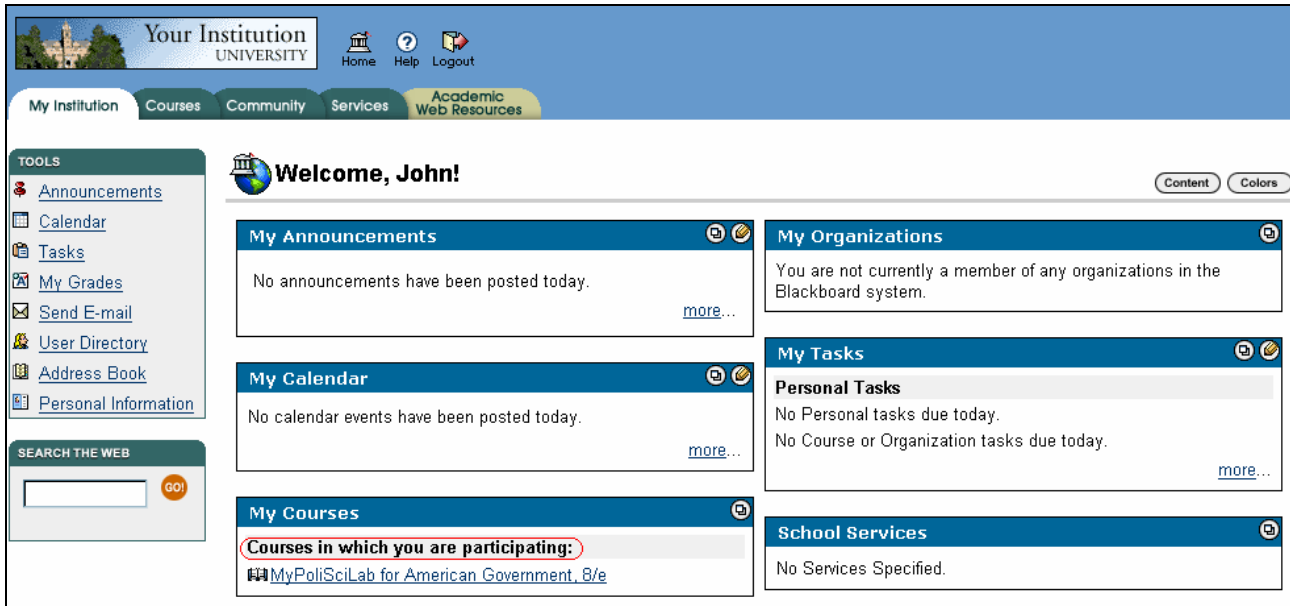 Your Institution
UNIVERSITY
Home Help Logout
My Institution Courses Community Services Academic
Web Resources
TOOLS
Announcements
Calendar
Tasks
My Grades
Send E-mail
User Directory
Address Book
Personal Information
SEARCH THE WEB
GO!
Welcome, John!
Content Colors
My Announcements
No announcements have been posted today.
more...
My Calendar
No calendar events have been posted today.
more...
My Courses
Courses in which you are participating:
MyPoliSciLab for American Government, 8/e
My Organizations
You are not currently a member of any organizations in the
Blackboard system.
My Tasks
Personal Tasks
No Personal tasks due today.
No Course or Organization tasks due today.
more...
School Services
No Services Specified.